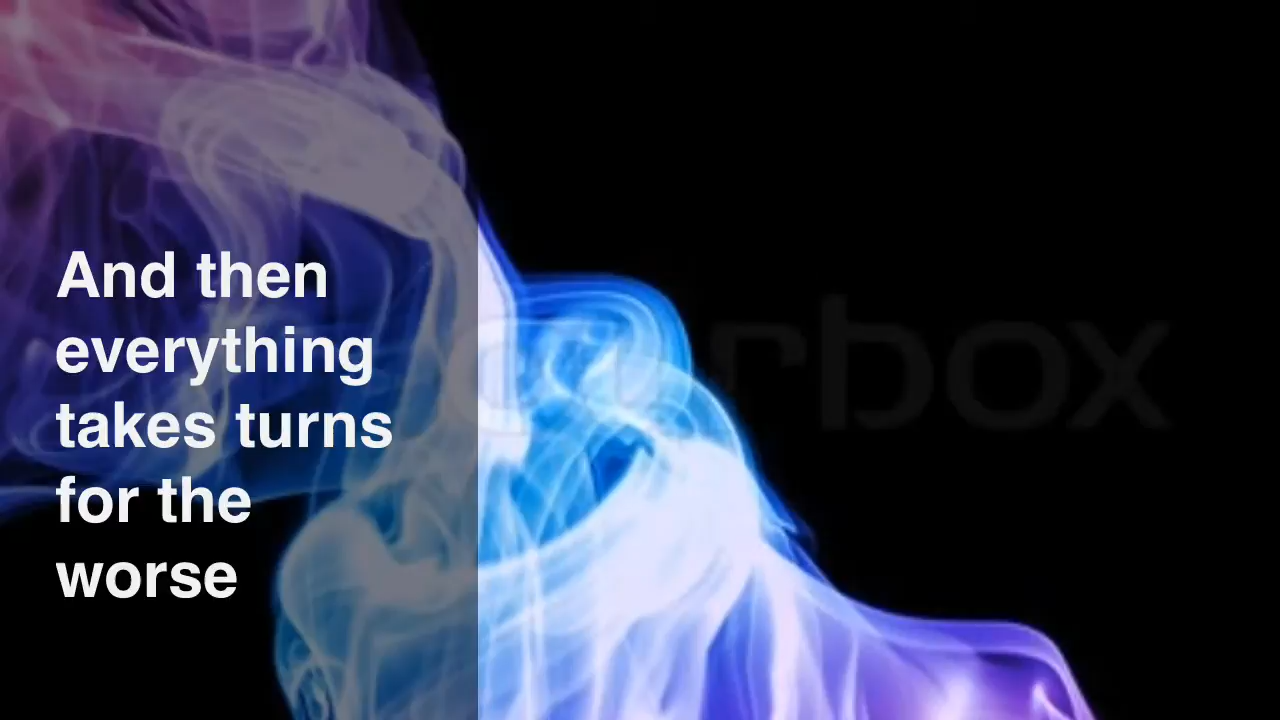 And then
everything
takes turns
for the
worse